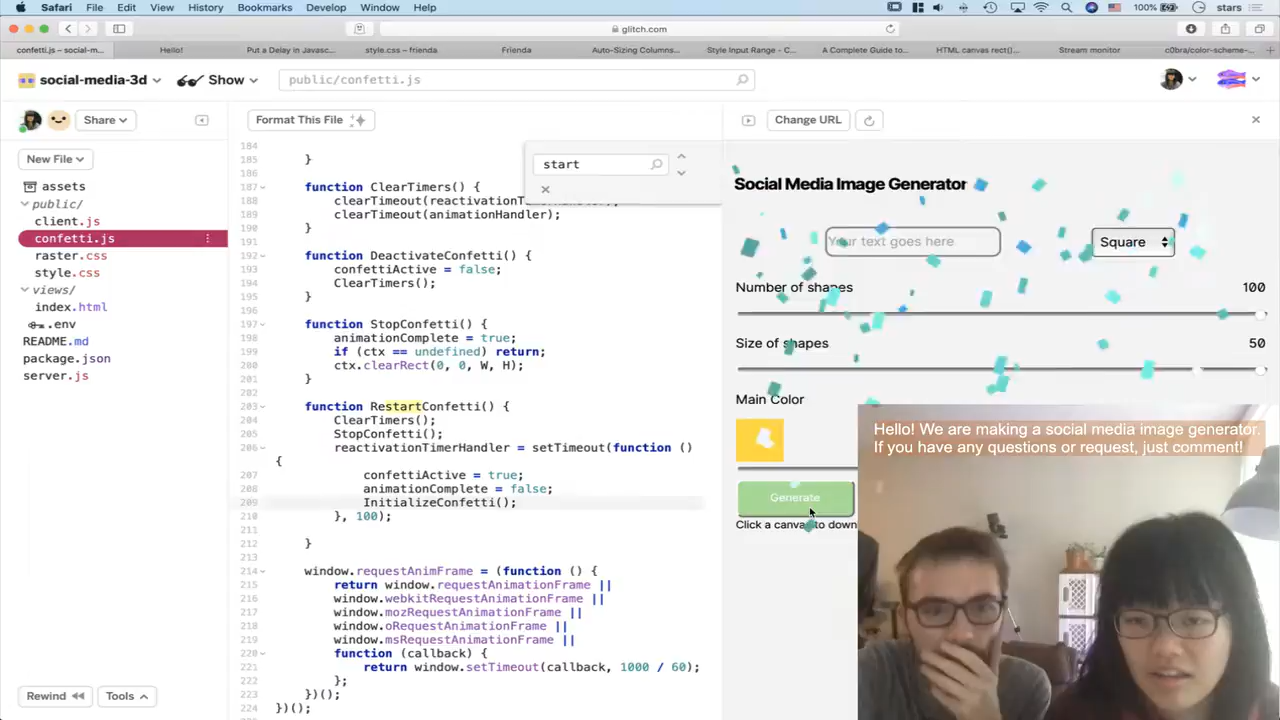 Safari File Edit View History Bookmarks Develop Window Help
100% stars
glitch.com
confetti.js – social-m... Hello! Put a Delay in Javasc... style.css – frienda Frienda Auto-Sizing Columns... Style Input Range - C... A Complete Guide to... HTML canvas rect()... Stream monitor c0bra/color-scheme-...
social-media-3d Show public/confetti.js
Share
New File
assets
public/
client.js
confetti.js
raster.css
style.css
views/
index.html
.env
README.md
package.json
server.js
Rewind Tools
Format This File
start
184
185 }
186
187 function ClearTimers() {
188 clearTimeout(reactivationTimerHandler);
189 clearTimeout(animationHandler);
190 }
191
192 function DeactivateConfetti() {
193 confettiActive = false;
194 ClearTimers();
195 }
196
197 function StopConfetti() {
198 animationComplete = true;
199 if (ctx == undefined) return;
200 ctx.clearRect(0, 0, W, H);
201 }
202
203 function RestartConfetti() {
204 ClearTimers();
205 StopConfetti();
206 reactivationTimerHandler = setTimeout(function ()
{
207 confettiActive = true;
208 animationComplete = false;
209 InitializeConfetti();
210 }, 100);
211
212 }
213
214 window.requestAnimFrame = (function () {
215 return window.requestAnimationFrame ||
216 window.webkitRequestAnimationFrame ||
217 window.mozRequestAnimationFrame ||
218 window.oRequestAnimationFrame ||
219 window.msRequestAnimationFrame ||
220 function (callback) {
221 return window.setTimeout(callback, 1000 / 60);
222 };
223 })();
224 })();
Change URL
Social Media Image Generator
Your text goes here
Square
Number of shapes 100
Size of shapes 50
Main Color
Generate
Click a canvas to down
Hello! We are making a social media image generator.
If you have any questions or request, just comment!